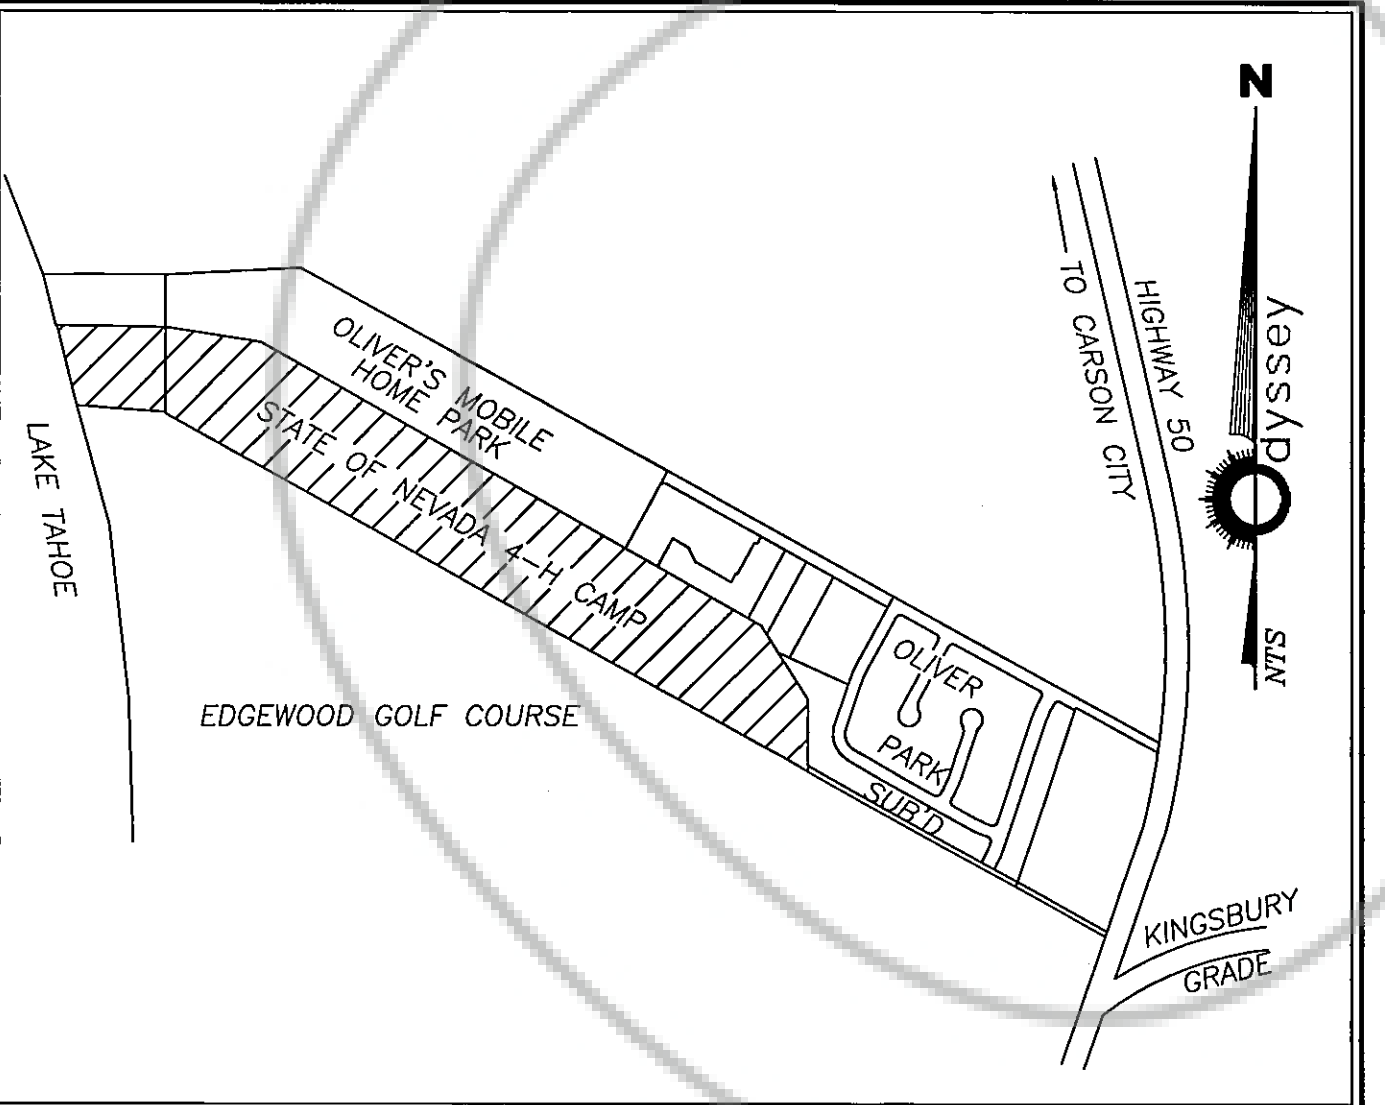 N
yessyp
NTS
HIGHWAY 50
TO CARSON CITY
OLIVER'S MOBILE
HOME PARK
STATE OF NEVADA 4-H CAMP
LAKE TAHOE
OLIVER
PARK
SUB'D
EDGEWOOD GOLF COURSE
KINGSBURY
GRADE